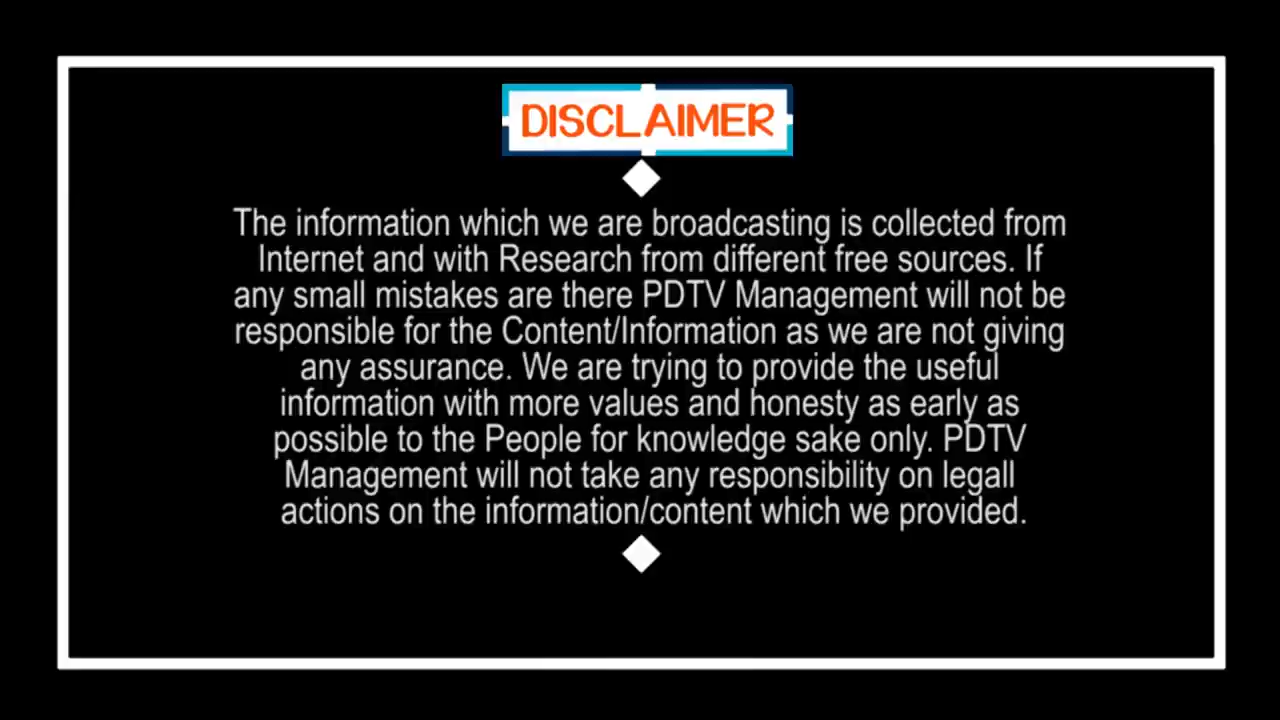 DISCLAIMER
The information which we are broadcasting is collected from
Internet and with Research from different free sources. If
any small mistakes are there PDTV Management will not be
responsible for the Content/Information as we are not giving
any assurance. We are trying to provide the useful
information with more values and honesty as early as
possible to the People for knowledge sake only. PDTV
Management will not take any responsibility on legall
actions on the information/content which we provided.